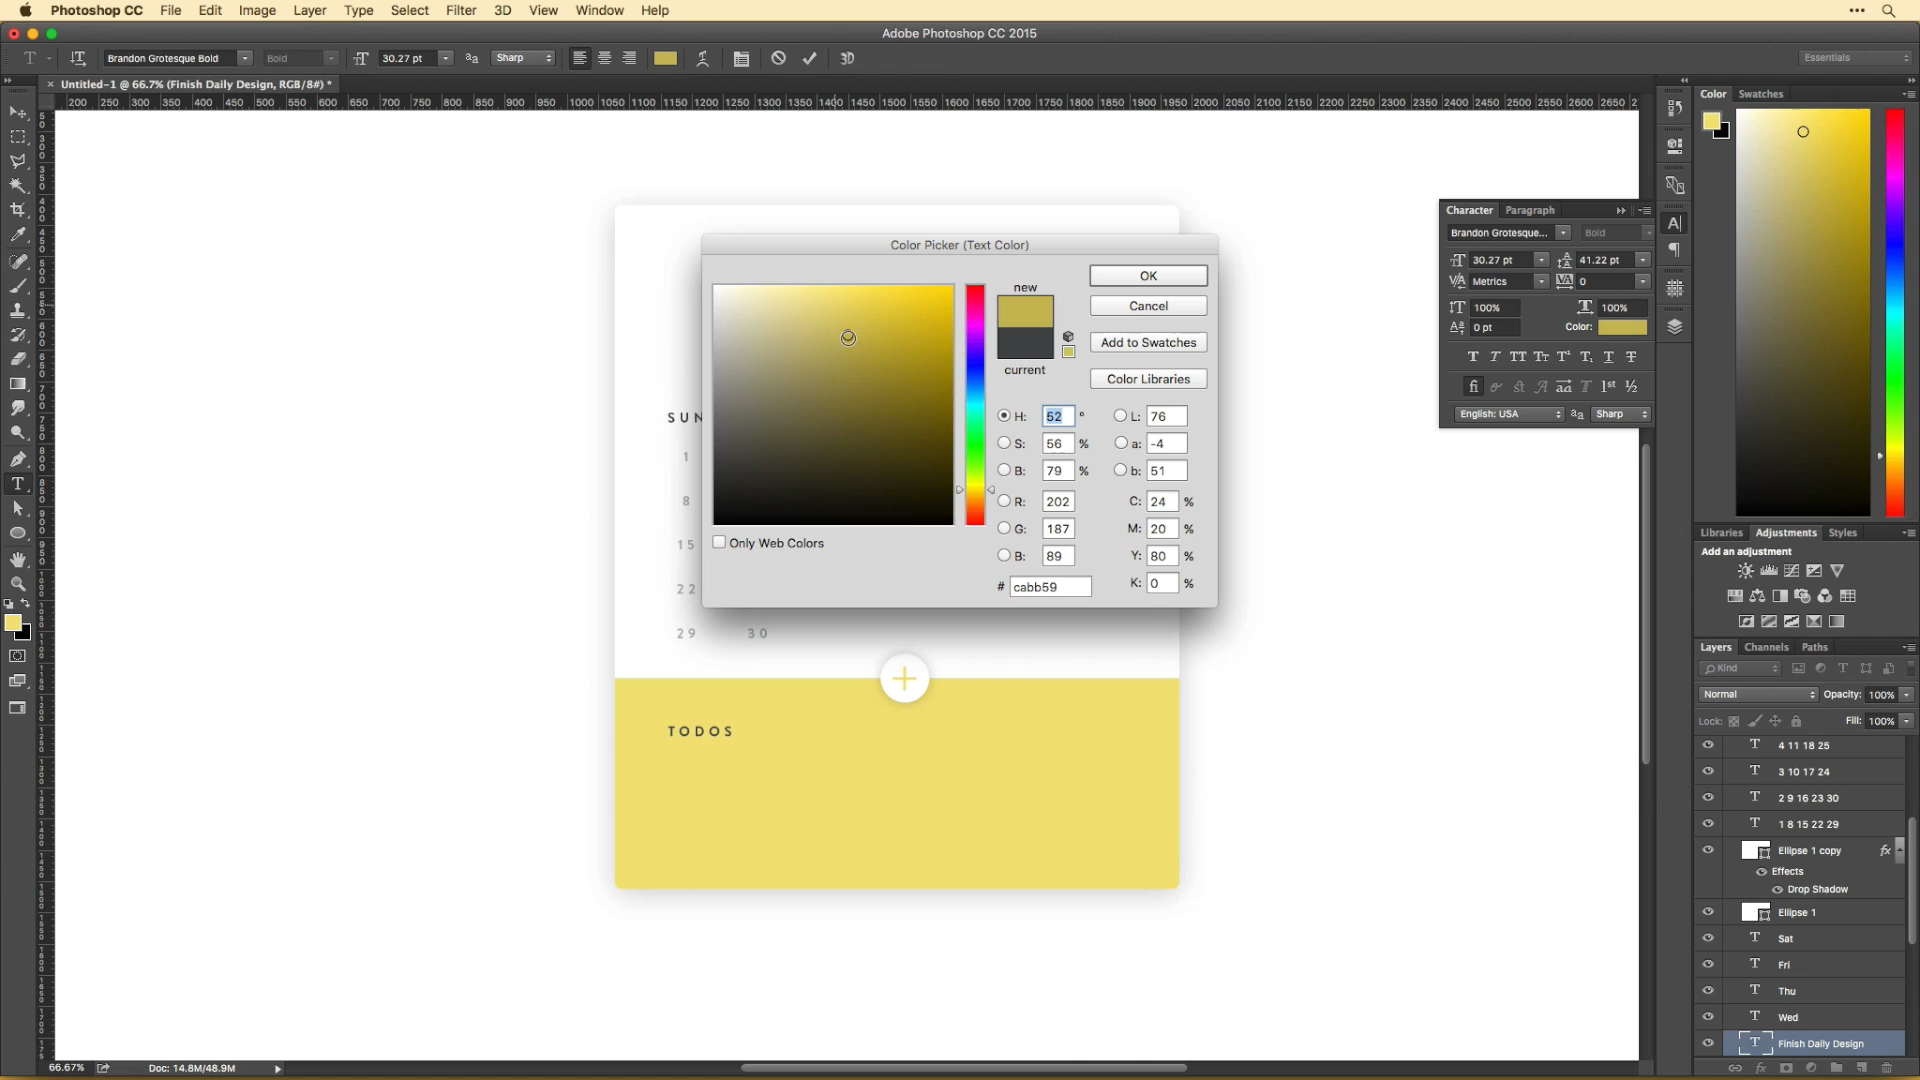 Photoshop CC File Edit Image Layer Type Select Filter 3D View Window Help
Adobe Photoshop CC 2015
Brandon Grotesque Bold Bold 30.27 pt Sharp 3D Essentials
Untitled-1 @ 66.7% (Finish Daily Design, RGB/8#) *
200 250 300 350 400 450 500 550 600 650 700 750 800 850 900 950 1000 1050 1100 1150 1200 1250 1300 1350 1400 1450 1500 1550 1600 1650 1700 1750 1800 1850 1900 1950 2000 2050 2100 2150 2200 2250 2300 2350 2400 2450 2500 2550 2600 2650
Color Swatches
Character Paragraph
Brandon Grotesque... Bold
30.27 pt 41.22 pt
Metrics 0
100% 100%
0 pt Color:
English: USA Sharp
Color Picker (Text Color)
new
current
OK
Cancel
Add to Swatches
Color Libraries
H: 52 ° L: 76
S: 56 % a: -4
B: 79 % b: 51
R: 202 C: 24 %
G: 187 M: 20 %
B: 89 Y: 80 %
# cabb59 K: 0 %
Only Web Colors
SUN
1
8
15
22
29 30
TODOS
Libraries Adjustments Styles
Add an adjustment
Layers Channels Paths
Kind
Normal Opacity: 100%
Lock: Fill: 100%
4 11 18 25
3 10 17 24
2 9 16 23 30
1 8 15 22 29
Ellipse 1 copy fx
Effects
Drop Shadow
Ellipse 1
Sat
Fri
Thu
Wed
Finish Daily Design
66.67% Doc: 14.8M/48.9M